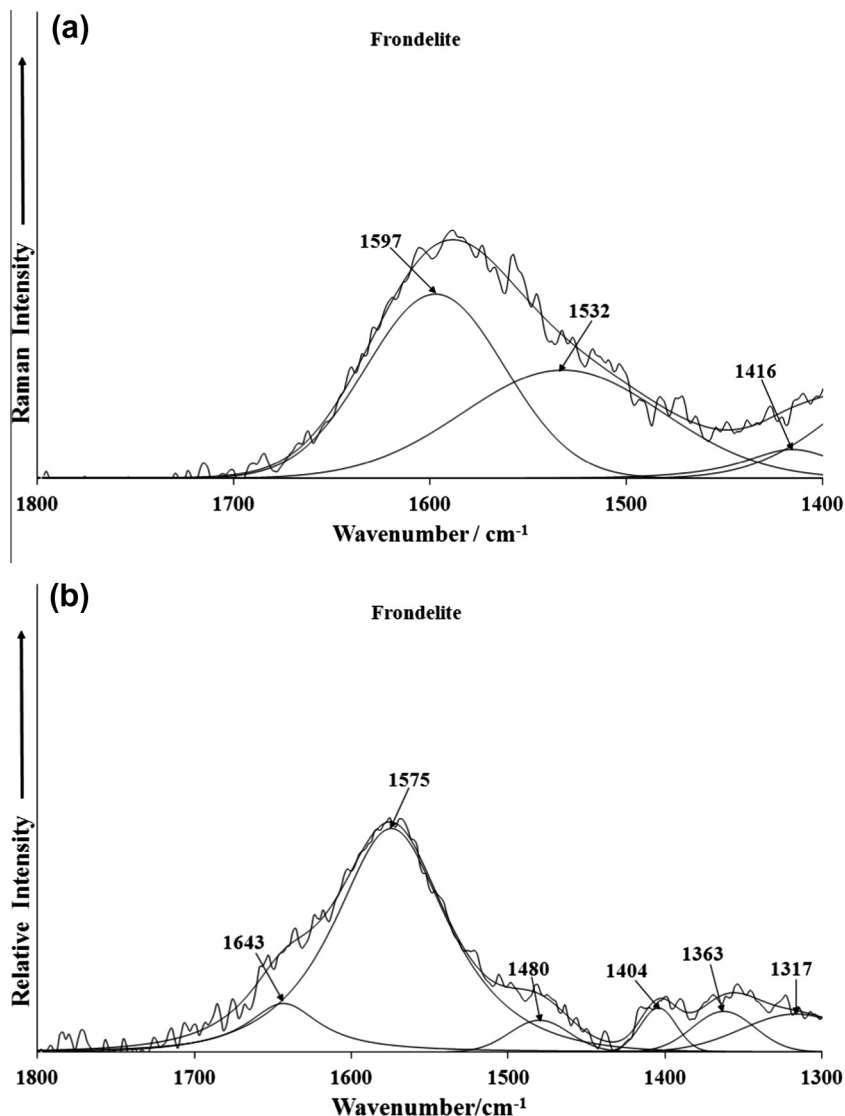 (a)
Frondelite
Raman Intensity
1597
1532
1416
1800
1700
1600
1500
1400
Wavenumber / cm-1
(b)
Frondelite
Relative Intensity
1575
1643
1480
1404
1363
1317
1800
1700
1600
1500
1400
1300
Wavenumber/cm-1